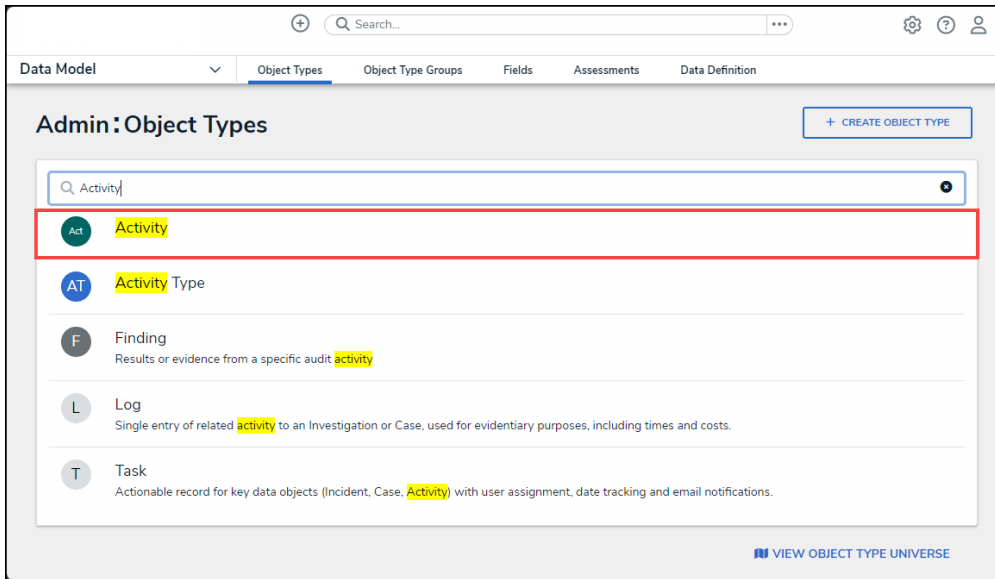 Search...
Data Model
Object Types Object Type Groups Fields Assessments Data Definition
Admin: Object Types
+ CREATE OBJECT TYPE
Activity
Act
Activity
AT
Activity Type
F
Finding
Results or evidence from a specific audit activity
L
Log
Single entry of related activity to an Investigation or Case, used for evidentiary purposes, including times and costs.
T
Task
Actionable record for key data objects (Incident, Case, Activity) with user assignment, date tracking and email notifications.
VIEW OBJECT TYPE UNIVERSE